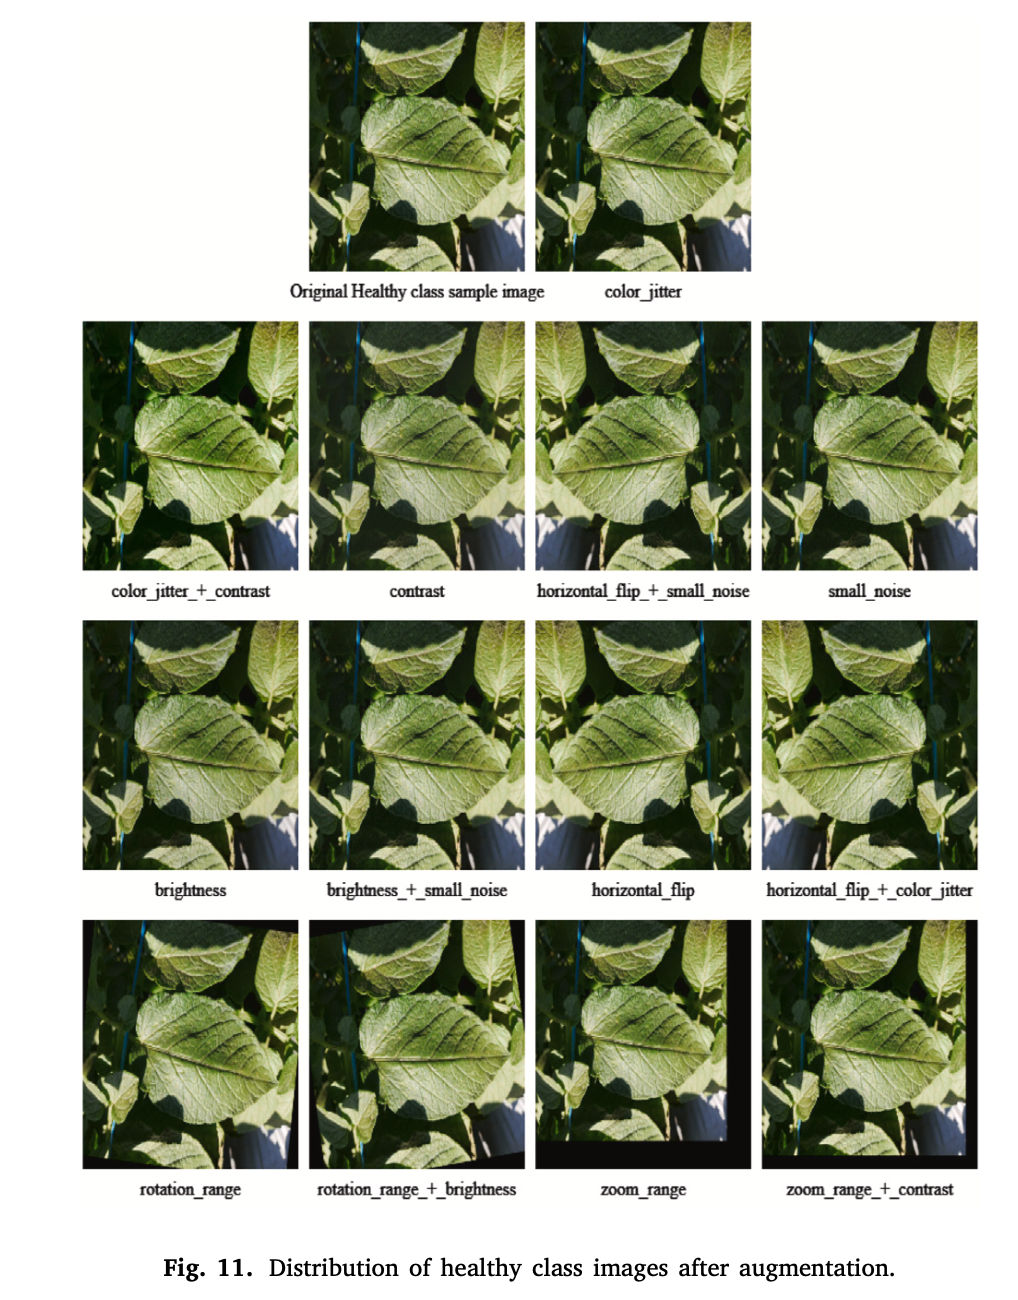 Original Healthy class sample image
color_jitter
color_jitter_+_contrast
contrast
horizontal_flip_+_small_noise
small_noise
brightness
brightness_+_small_noise
horizontal_flip
horizontal_flip_+_color_jitter
rotation_range
rotation_range_+_brightness
zoom_range
zoom_range_+_contrast
Fig. 11. Distribution of healthy class images after augmentation.